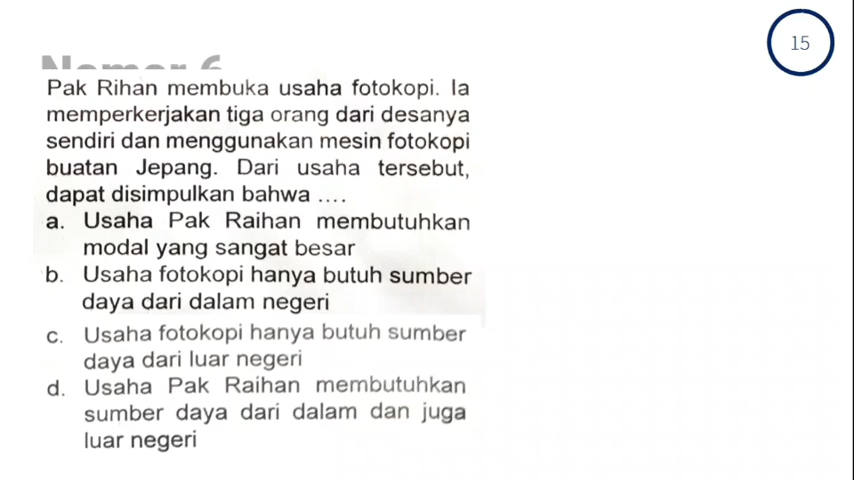 15
Nomor 6
Pak Rihan membuka usaha fotokopi. Ia
memperkerjakan tiga orang dari desanya
sendiri dan menggunakan mesin fotokopi
buatan Jepang. Dari usaha tersebut,
dapat disimpulkan bahwa ....
a. Usaha Pak Raihan membutuhkan
modal yang sangat besar
b. Usaha fotokopi hanya butuh sumber
daya dari dalam negeri
c. Usaha fotokopi hanya butuh sumber
daya dari luar negeri
d. Usaha Pak Raihan membutuhkan
sumber daya dari dalam dan juga
luar negeri